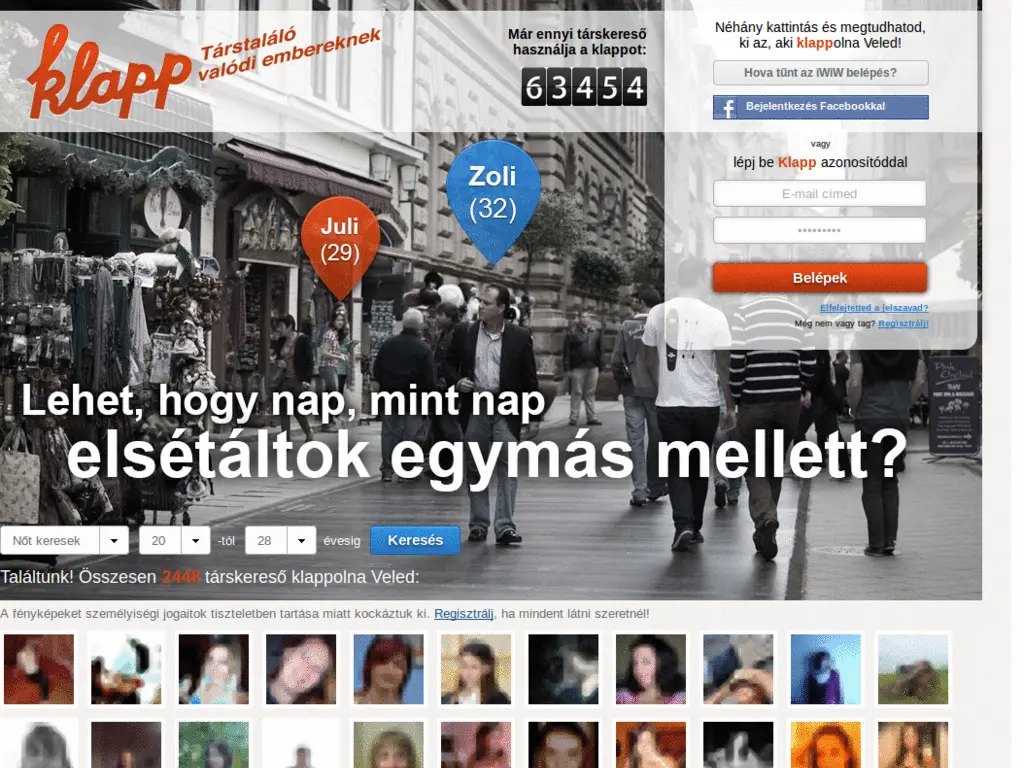 klapp
Társtaláló
valódi embereknek
Már ennyi társkereső
használja a klappot:
63454
Néhány kattintás és megtudhatod,
ki az, aki klappolna Veled!
Hova tűnt az iWiW belépés?
f Bejelentkezés Facebookkal
vagy
lépj be Klapp azonosítóddal
E-mail címed
•••••••••
Belépek
Elfelejtetted a jelszavad?
Még nem vagy tag? Regisztrálj!
Zoli
(32)
Juli
(29)
Lehet, hogy nap, mint nap
elsétáltok egymás mellett?
Nőt keresek 20 -tól 28 évesig Keresés
Találtunk! Összesen 2448 társkereső klappolna Veled:
A fényképeket személyiségi jogaitok tiszteletben tartása miatt kockáztuk ki. Regisztrálj, ha mindent látni szeretnél!